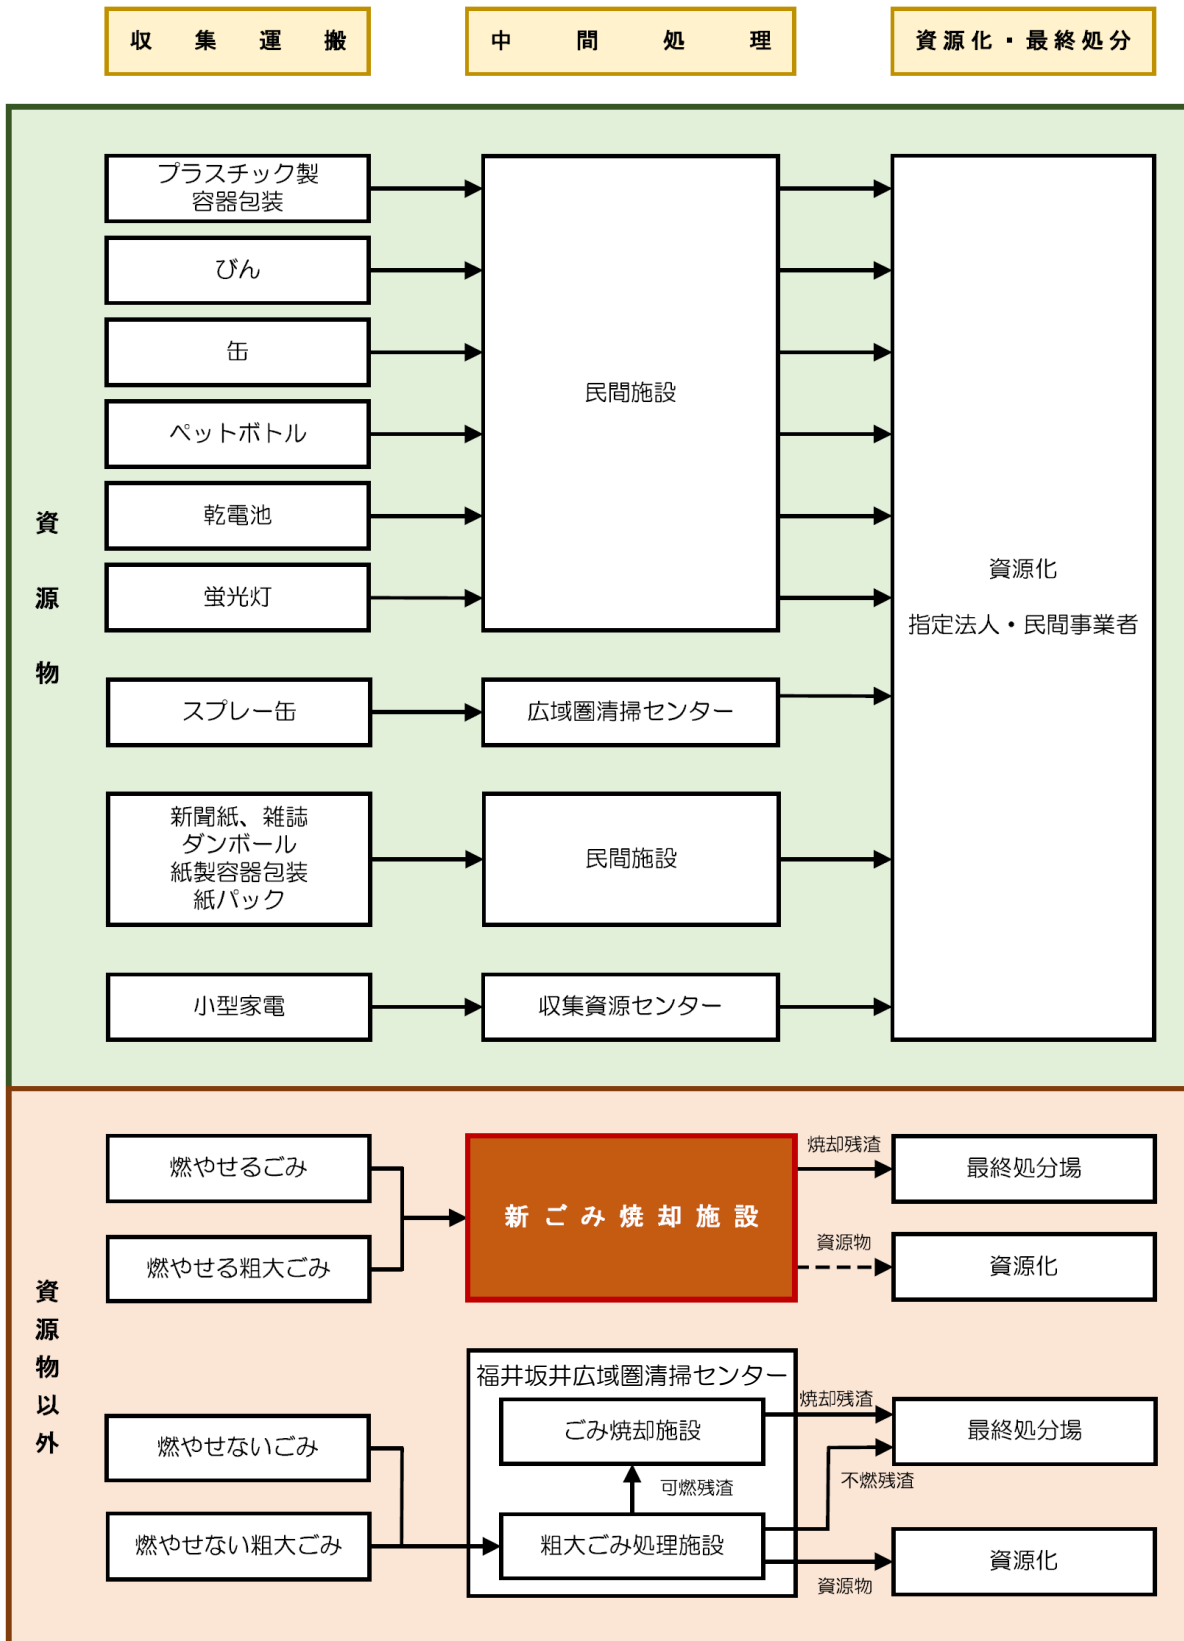 収集運搬
中間処理
資源化・最終処分
資源物
プラスチック製
容器包装
びん
缶
ペットボトル
乾電池
蛍光灯
民間施設
スプレー缶
広域圏清掃センター
新聞紙、雑誌
ダンボール
紙製容器包装
紙パック
民間施設
小型家電
収集資源センター
資源化
指定法人・民間事業者
資源物以外
燃やせるごみ
燃やせる粗大ごみ
新ごみ焼却施設
焼却残渣
最終処分場
資源物
資源化
燃やせないごみ
燃やせない粗大ごみ
福井坂井広域圏清掃センター
ごみ焼却施設
可燃残渣
粗大ごみ処理施設
焼却残渣
最終処分場
不燃残渣
資源物
資源化